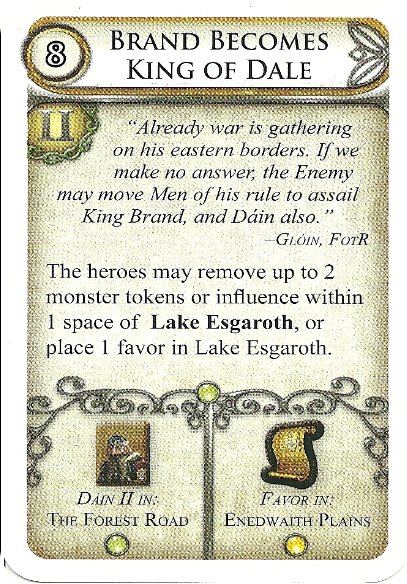 8
BRAND BECOMES
KING OF DALE
II
"Already war is gathering
on his eastern borders. If we
make no answer, the Enemy
may move Men of his rule to assail
King Brand, and Dáin also."
–GLÓIN, FOTR
The heroes may remove up to 2
monster tokens or influence within
1 space of Lake Esgaroth, or
place 1 favor in Lake Esgaroth.
DAIN II IN:
THE FOREST ROAD
FAVOR IN:
ENEDWAITH PLAINS